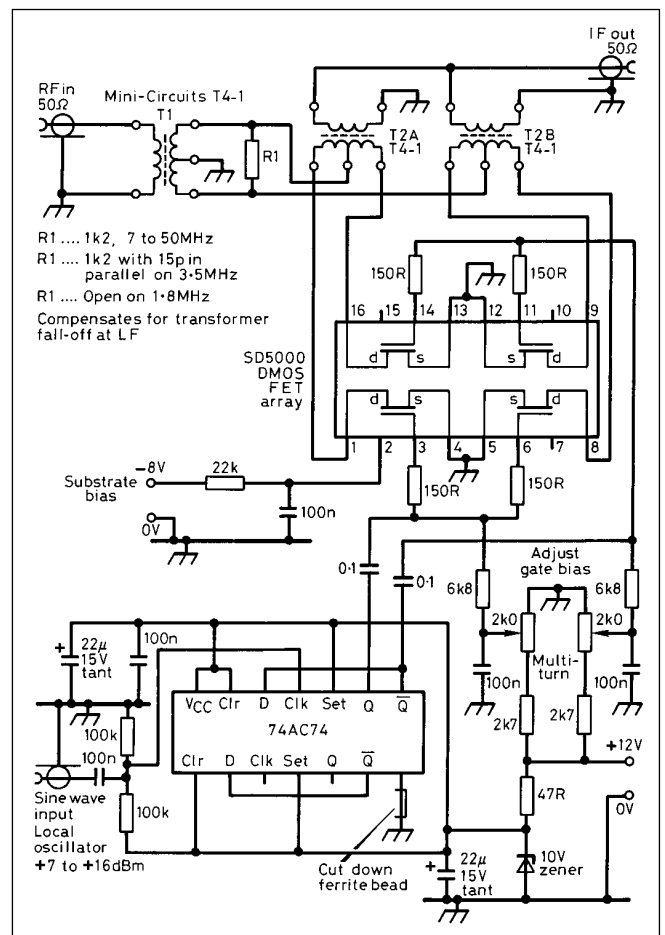 IF out
50Ω
RF in
50Ω
Mini-Circuits T4-1
T1
R1
T2A
T4-1
T2B
T4-1
R1 .... 1k2, 7 to 50MHz
R1 .... 1k2 with 15p in
parallel on 3·5MHz
R1 .... Open on 1·8MHz
Compensates for transformer
fall-off at LF
150R
150R
16 15 14 13 12 11 10 9
SD5000
DMOS
FET
array
d s s d
d s s d
1 2 3 4 5 6 7 8
-8V
22k
Substrate
bias
100n
0V
150R
150R
Adjust
gate bias
0·1
0·1
6k8
2k0
2k0
6k8
Multi-
turn
100n
100n
+
22µ
15V
tant
100n
2k7
2k7
VCC Clr D Clk Set Q Q̅
74AC74
Clr D Clk Set Q Q̅
100k
100n
100k
+12V
47R
0V
Sine wave
input
Local
oscillator
+7 to +16dBm
Cut down
ferrite bead
+
22µ
15V
tant
10V
zener